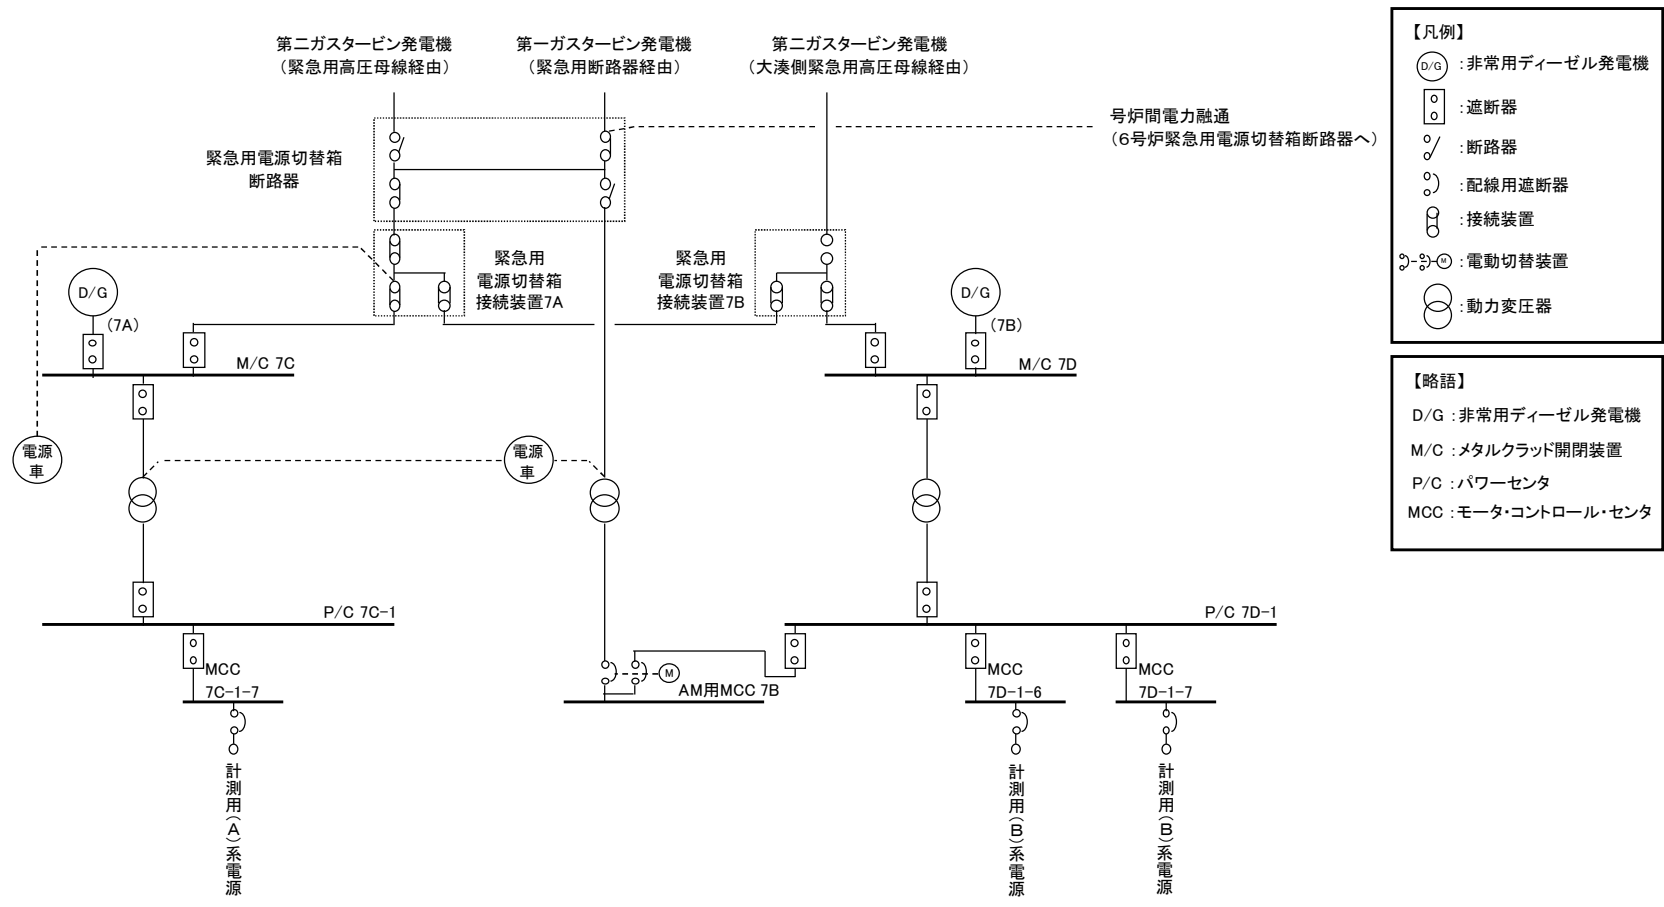 第二ガスタービン発電機
(緊急用高圧母線経由)
第一ガスタービン発電機
(緊急用断路器経由)
第二ガスタービン発電機
(大湊側緊急用高圧母線経由)
号炉間電力融通
(6号炉緊急用電源切替箱断路器へ)
緊急用電源切替箱
断路器
緊急用
電源切替箱
接続装置7A
緊急用
電源切替箱
接続装置7B
D/G
(7A)
D/G
(7B)
M/C 7C
M/C 7D
電源
車
電源
車
P/C 7C-1
P/C 7D-1
MCC
7C-1-7
M
AM用MCC 7B
MCC
7D-1-6
MCC
7D-1-7
計測用(A)系電源
計測用(B)系電源
計測用(B)系電源
【凡例】
D/G :非常用ディーゼル発電機
:遮断器
:断路器
:配線用遮断器
:接続装置
M :電動切替装置
:動力変圧器
【略語】
D/G :非常用ディーゼル発電機
M/C :メタルクラッド開閉装置
P/C :パワーセンタ
MCC :モータ・コントロール・センタ